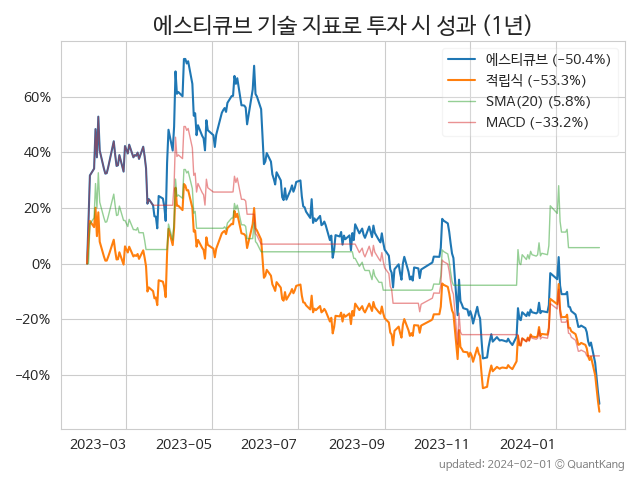 에스티큐브 기술 지표로 투자 시 성과 (1년)
에스티큐브 (−50.4%)
적립식 (−53.3%)
SMA(20) (5.8%)
MACD (−33.2%)
60%
40%
20%
0%
−20%
−40%
2023-03
2023-05
2023-07
2023-09
2023-11
2024-01
updated: 2024-02-01 © QuantKang